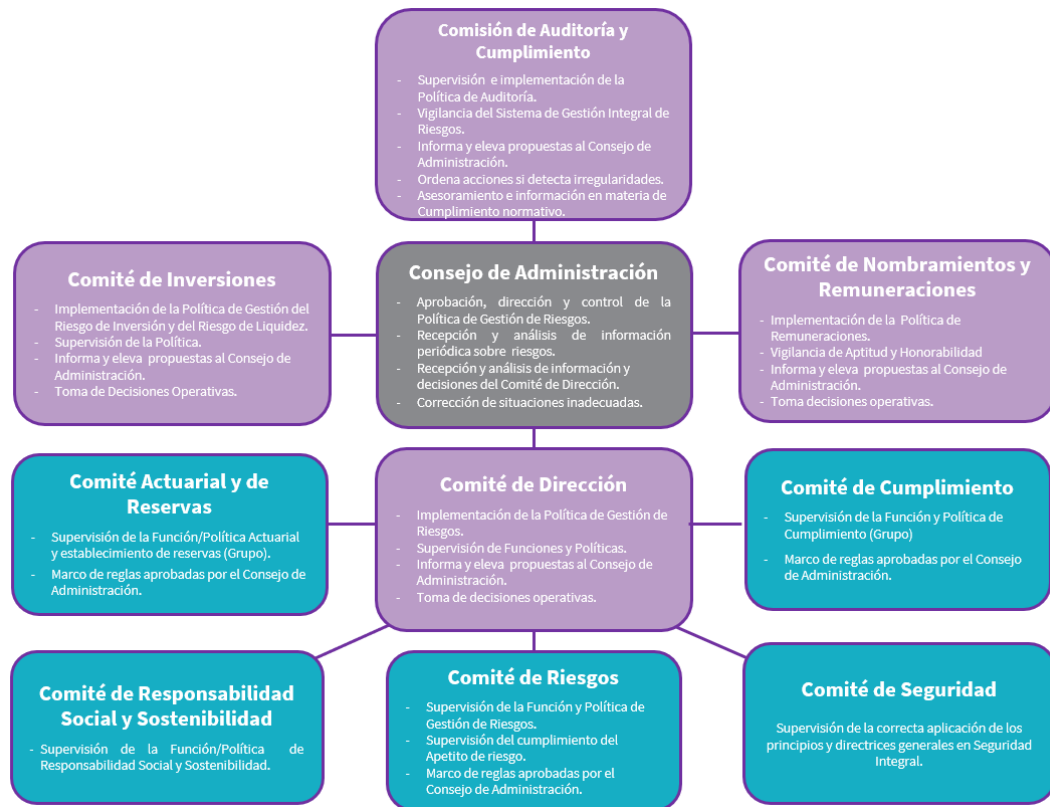 Comisión de Auditoría y
Cumplimiento
- Supervisión e implementación de la
Política de Auditoría.
- Vigilancia del Sistema de Gestión Integral de
Riesgos.
- Informa y eleva propuestas al Consejo de
Administración.
- Ordena acciones si detecta irregularidades.
- Asesoramiento e información en materia de
Cumplimiento normativo.
Comité de Inversiones
- Implementación de la Política de Gestión del
Riesgo de Inversión y del Riesgo de Liquidez.
- Supervisión de la Política.
- Informa y eleva propuestas al Consejo de
Administración.
- Toma de Decisiones Operativas.
Consejo de Administración
- Aprobación, dirección y control de la
Política de Gestión de Riesgos.
- Recepción y análisis de información
periódica sobre riesgos.
- Recepción y análisis de información y
decisiones del Comité de Dirección.
- Corrección de situaciones inadecuadas.
Comité de Nombramientos y
Remuneraciones
- Implementación de la Política de
Remuneraciones.
- Vigilancia de Aptitud y Honorabilidad
- Informa y eleva propuestas al Consejo de
Administración.
- Toma decisiones operativas.
Comité Actuarial y de
Reservas
- Supervisión de la Función/Política Actuarial
y establecimiento de reservas (Grupo).
- Marco de reglas aprobadas por el Consejo de
Administración.
Comité de Dirección
- Implementación de la Política de Gestión de
Riesgos.
- Supervisión de Funciones y Políticas.
- Informa y eleva propuestas al Consejo de
Administración.
- Toma de decisiones operativas.
Comité de Cumplimiento
- Supervisión de la Función y Política de
Cumplimiento (Grupo)
- Marco de reglas aprobadas por el Consejo
de Administración.
Comité de Responsabilidad
Social y Sostenibilidad
- Supervisión de la Función/Política de
Responsabilidad Social y Sostenibilidad.
Comité de Riesgos
- Supervisión de la Función y Política de
Gestión de Riesgos.
- Supervisión del cumplimiento del
Apetito de riesgo.
- Marco de reglas aprobadas por el
Consejo de Administración.
Comité de Seguridad
Supervisión de la correcta aplicación de los
principios y directrices generales en Seguridad
Integral.